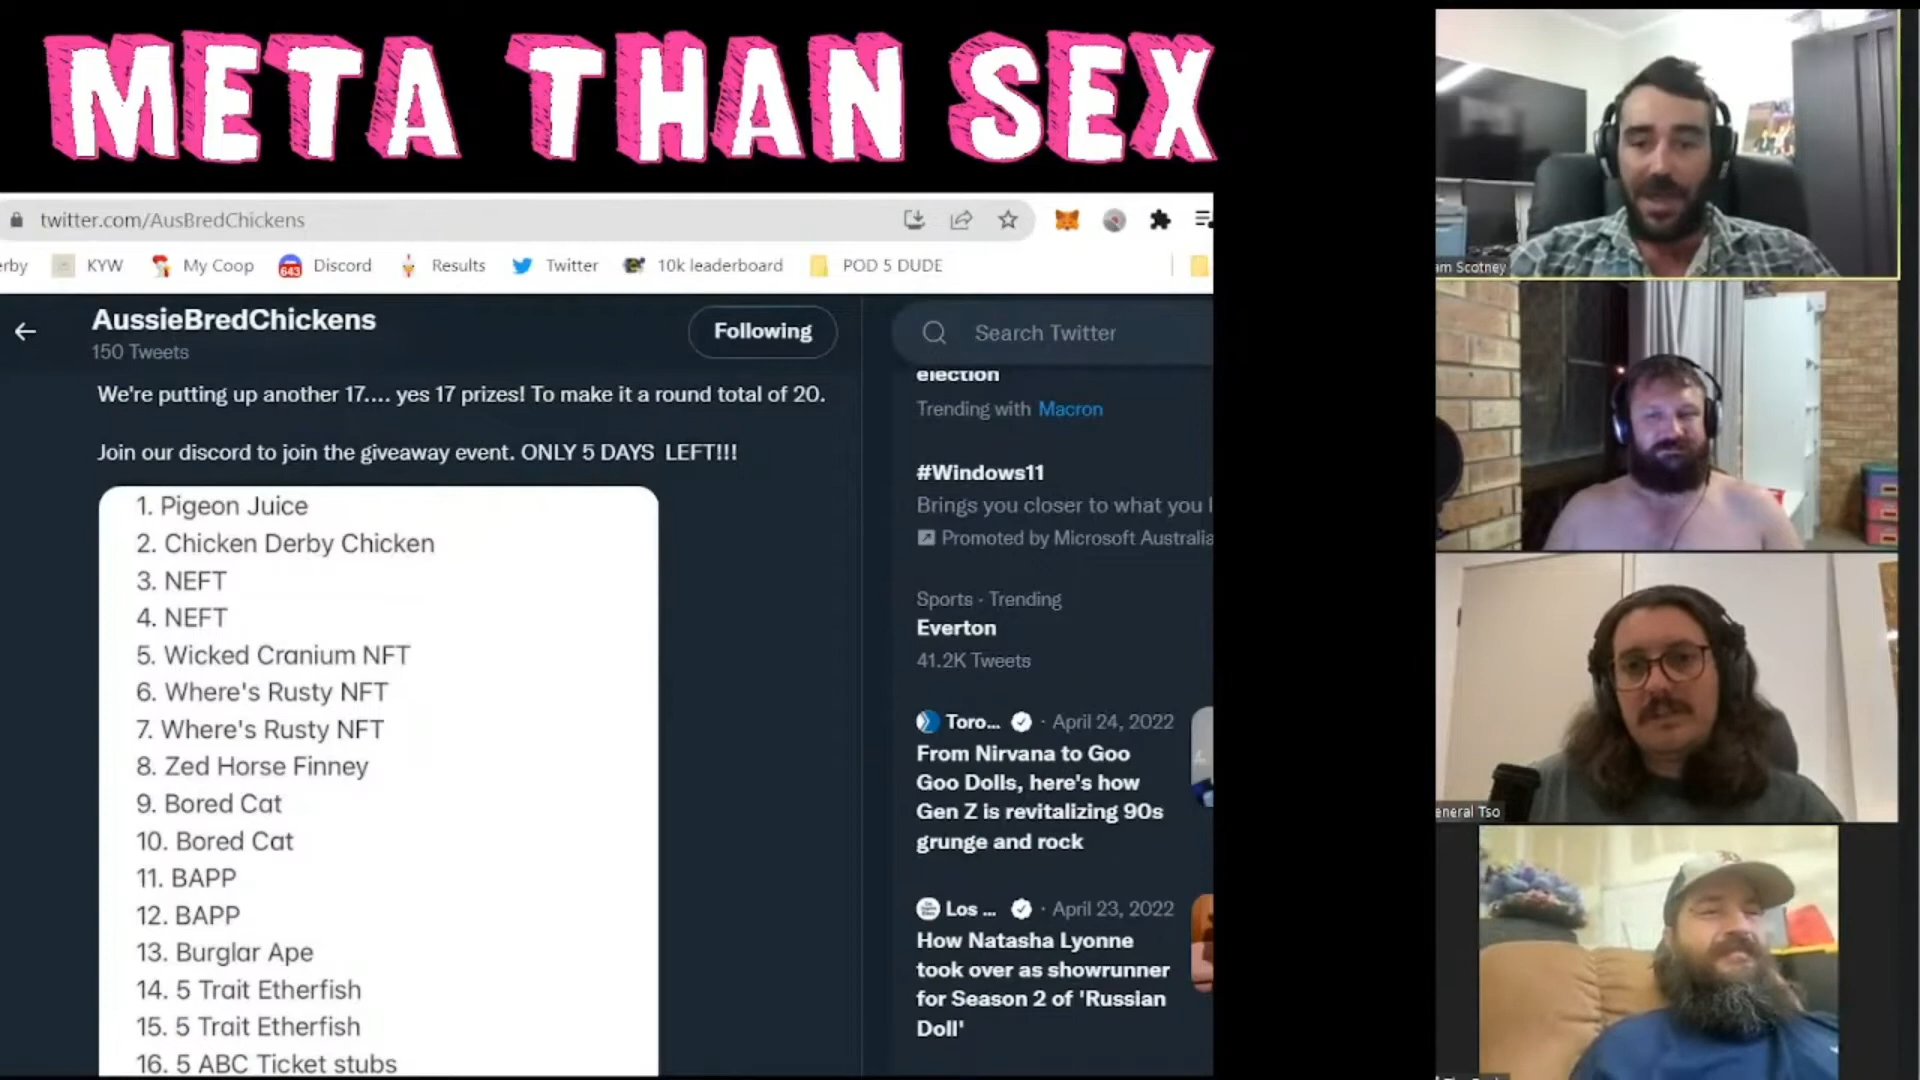 META THAN SEX
twitter.com/AusBredChickens
erby KYW My Coop 643 Discord Results Twitter 10k leaderboard POD 5 DUDE
AussieBredChickens
150 Tweets
Following
We're putting up another 17.... yes 17 prizes! To make it a round total of 20.
Join our discord to join the giveaway event. ONLY 5 DAYS LEFT!!!
1. Pigeon Juice
2. Chicken Derby Chicken
3. NEFT
4. NEFT
5. Wicked Cranium NFT
6. Where's Rusty NFT
7. Where's Rusty NFT
8. Zed Horse Finney
9. Bored Cat
10. Bored Cat
11. BAPP
12. BAPP
13. Burglar Ape
14. 5 Trait Etherfish
15. 5 Trait Etherfish
16. 5 ABC Ticket stubs
Search Twitter
election
Trending with Macron
#Windows11
Brings you closer to what you l
Promoted by Microsoft Australia
Sports · Trending
Everton
41.2K Tweets
Toro... · April 24, 2022
From Nirvana to Goo
Goo Dolls, here's how
Gen Z is revitalizing 90s
grunge and rock
Los ... · April 23, 2022
How Natasha Lyonne
took over as showrunner
for Season 2 of 'Russian
Doll'
am Scotney
eneral Tso